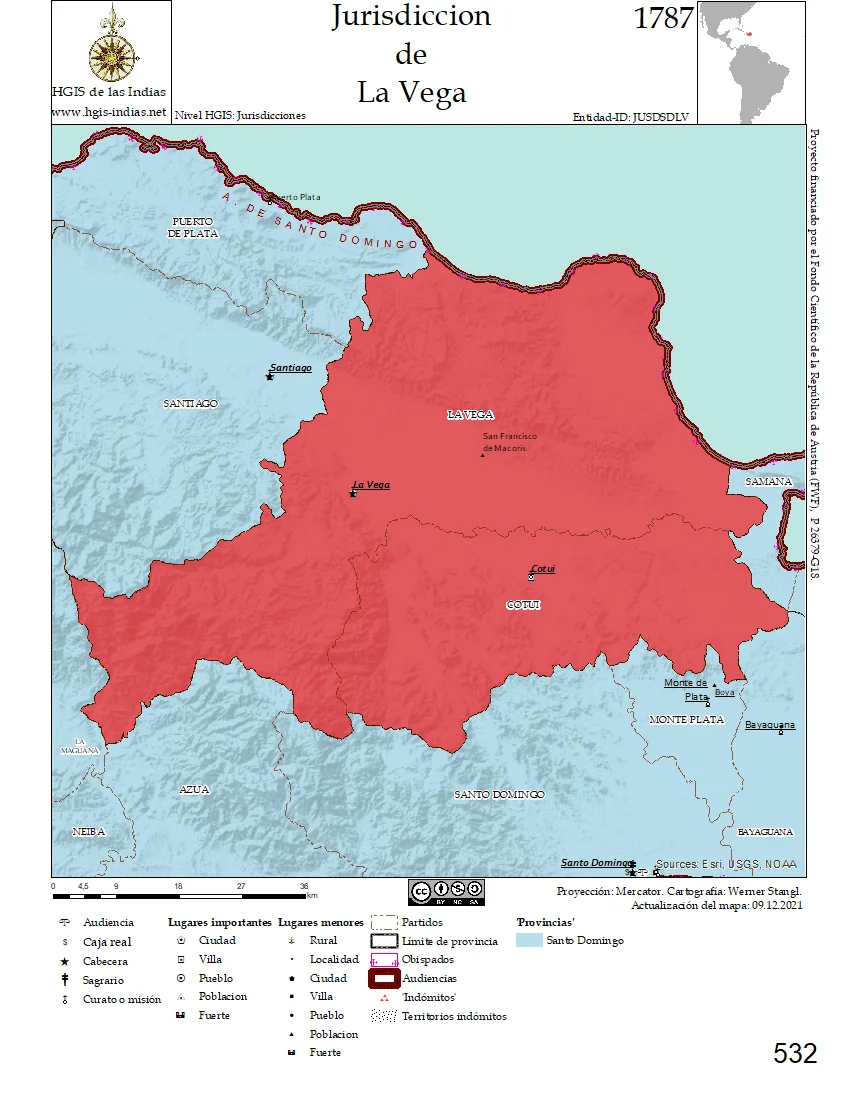 Jurisdiccion
de
La Vega
1787
HGIS de las Indias
www.hgis-indias.net
Nivel HGIS: Jurisdicciones
Entidad-ID: JUSDSDLV
Proyecto financiado por el Fondo Científico de la República de Austria (FWF), P 26379-G18.
erto Plata
A. DE SANTO DOMINGO
PUERTO
DE PLATA
Santiago
SANTIAGO
LA VEGA
San Francisco
de Macoris
La Vega
SAMANA
Cotui
COTUI
Monte de
Plata
Boya
MONTE PLATA
Bayaguana
LA
MAGUANA
AZUA
SANTO DOMINGO
NEIBA
BAYAGUANA
Santo Domingo
Sources: Esri, USGS, NOAA
0 4,5 9 18 27 36
km
CC BY NC SA
Proyección: Mercator. Cartografía: Werner Stangl.
Actualización del mapa: 09.12.2021
Audiencia
Caja real
Cabecera
Sagrario
Curato o misión
Lugares importantes
Ciudad
Villa
Pueblo
Poblacion
Fuerte
Lugares menores
Rural
Localidad
Ciudad
Villa
Pueblo
Poblacion
Fuerte
Partidos
Límite de provincia
Obispados
Audiencias
'Indómitos'
Territorios indómitos
'Provincias'
Santo Domingo
532